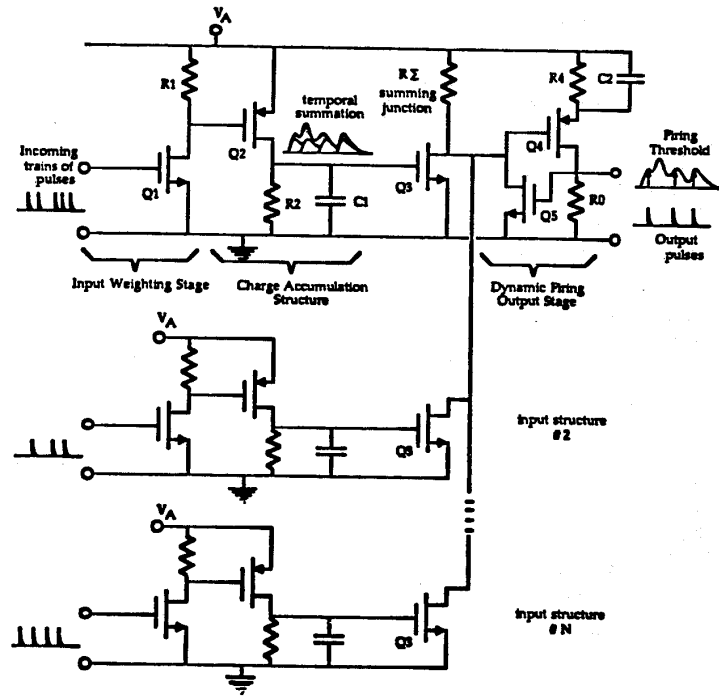 VA
R1
Q1
Q2
temporal
summation
R2
C1
RΣ
summing
junction
Q3
R4
C2
Q4
Q5
R0
Firing
Threshold
Incoming
trains of
pulses
Output
pulses
Input Weighting Stage
Charge Accumulation
Structure
Dynamic Firing
Output Stage
VA
Q3
input structure
#2
VA
Q3
input structure
# N